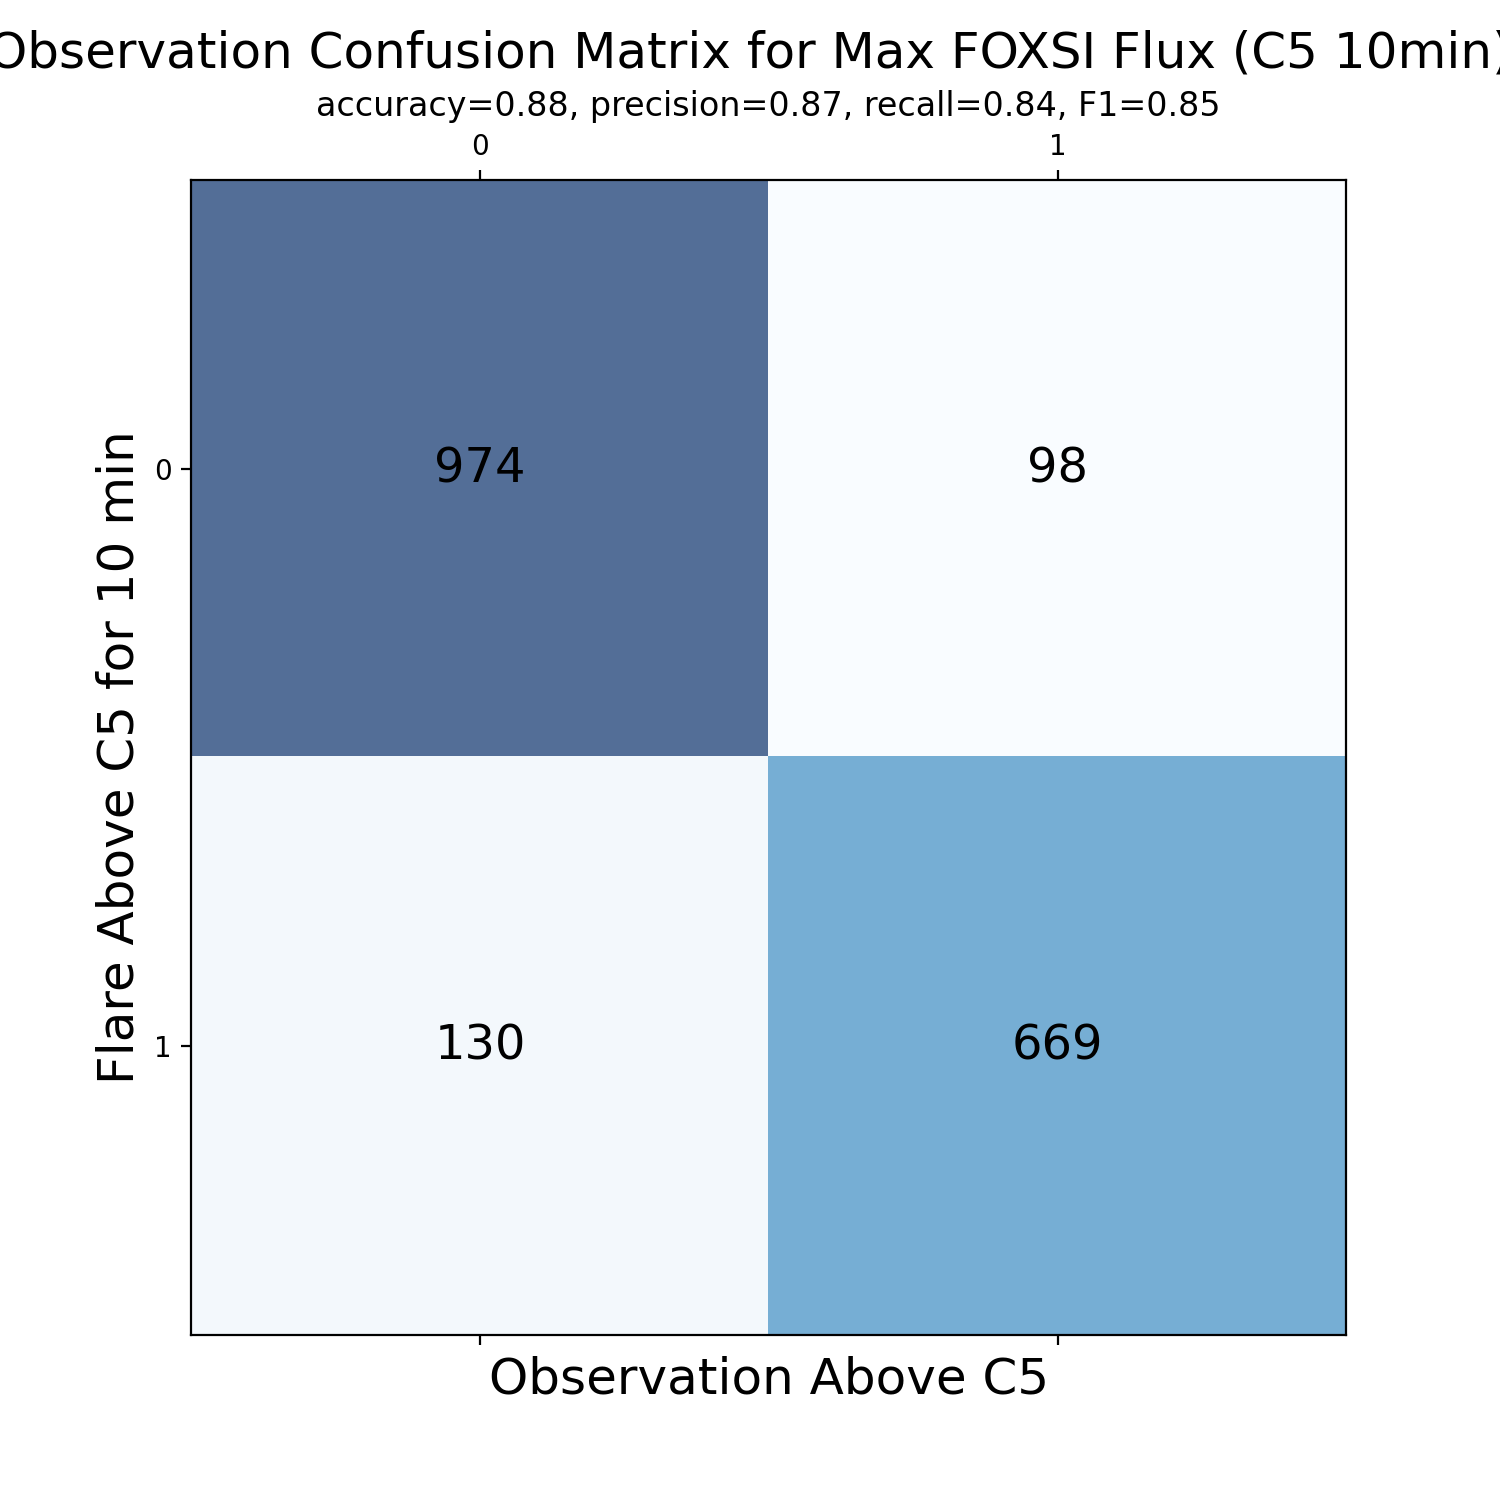 Observation Confusion Matrix for Max FOXSI Flux (C5 10min)
accuracy=0.88, precision=0.87, recall=0.84, F1=0.85
0 1
0 974 98
Flare Above C5 for 10 min
1 130 669
Observation Above C5